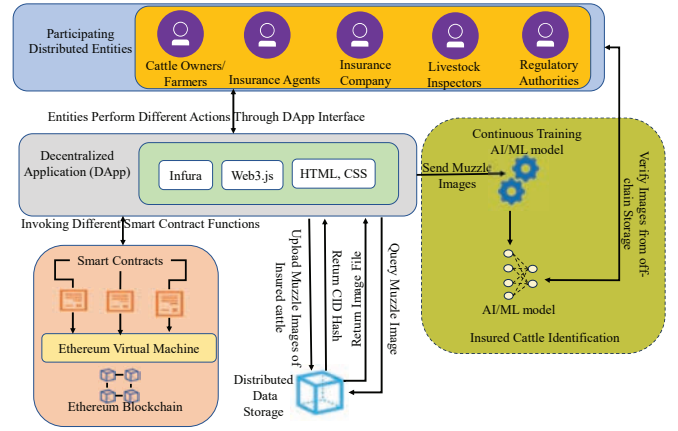 Participating
Distributed Entities
Cattle Owners/
Farmers
Insurance Agents
Insurance
Company
Livestock
Inspectors
Regulatory
Authorities
Entities Perform Different Actions Through DApp Interface
Decentralized
Application (DApp)
Infura
Web3.js
HTML, CSS
Send Muzzle
Images
Continuous Training
AI/ML model
Verify Images from off-
chain Storage
Invoking Different Smart Contract Functions
Smart Contracts
Ethereum Virtual Machine
Ethereum Blockchain
Upload Muzzle Images of
Insured cattle
Return CID Hash
Return Image File
Query Muzzle Image
Distributed
Data
Storage
AI/ML model
Insured Cattle Identification